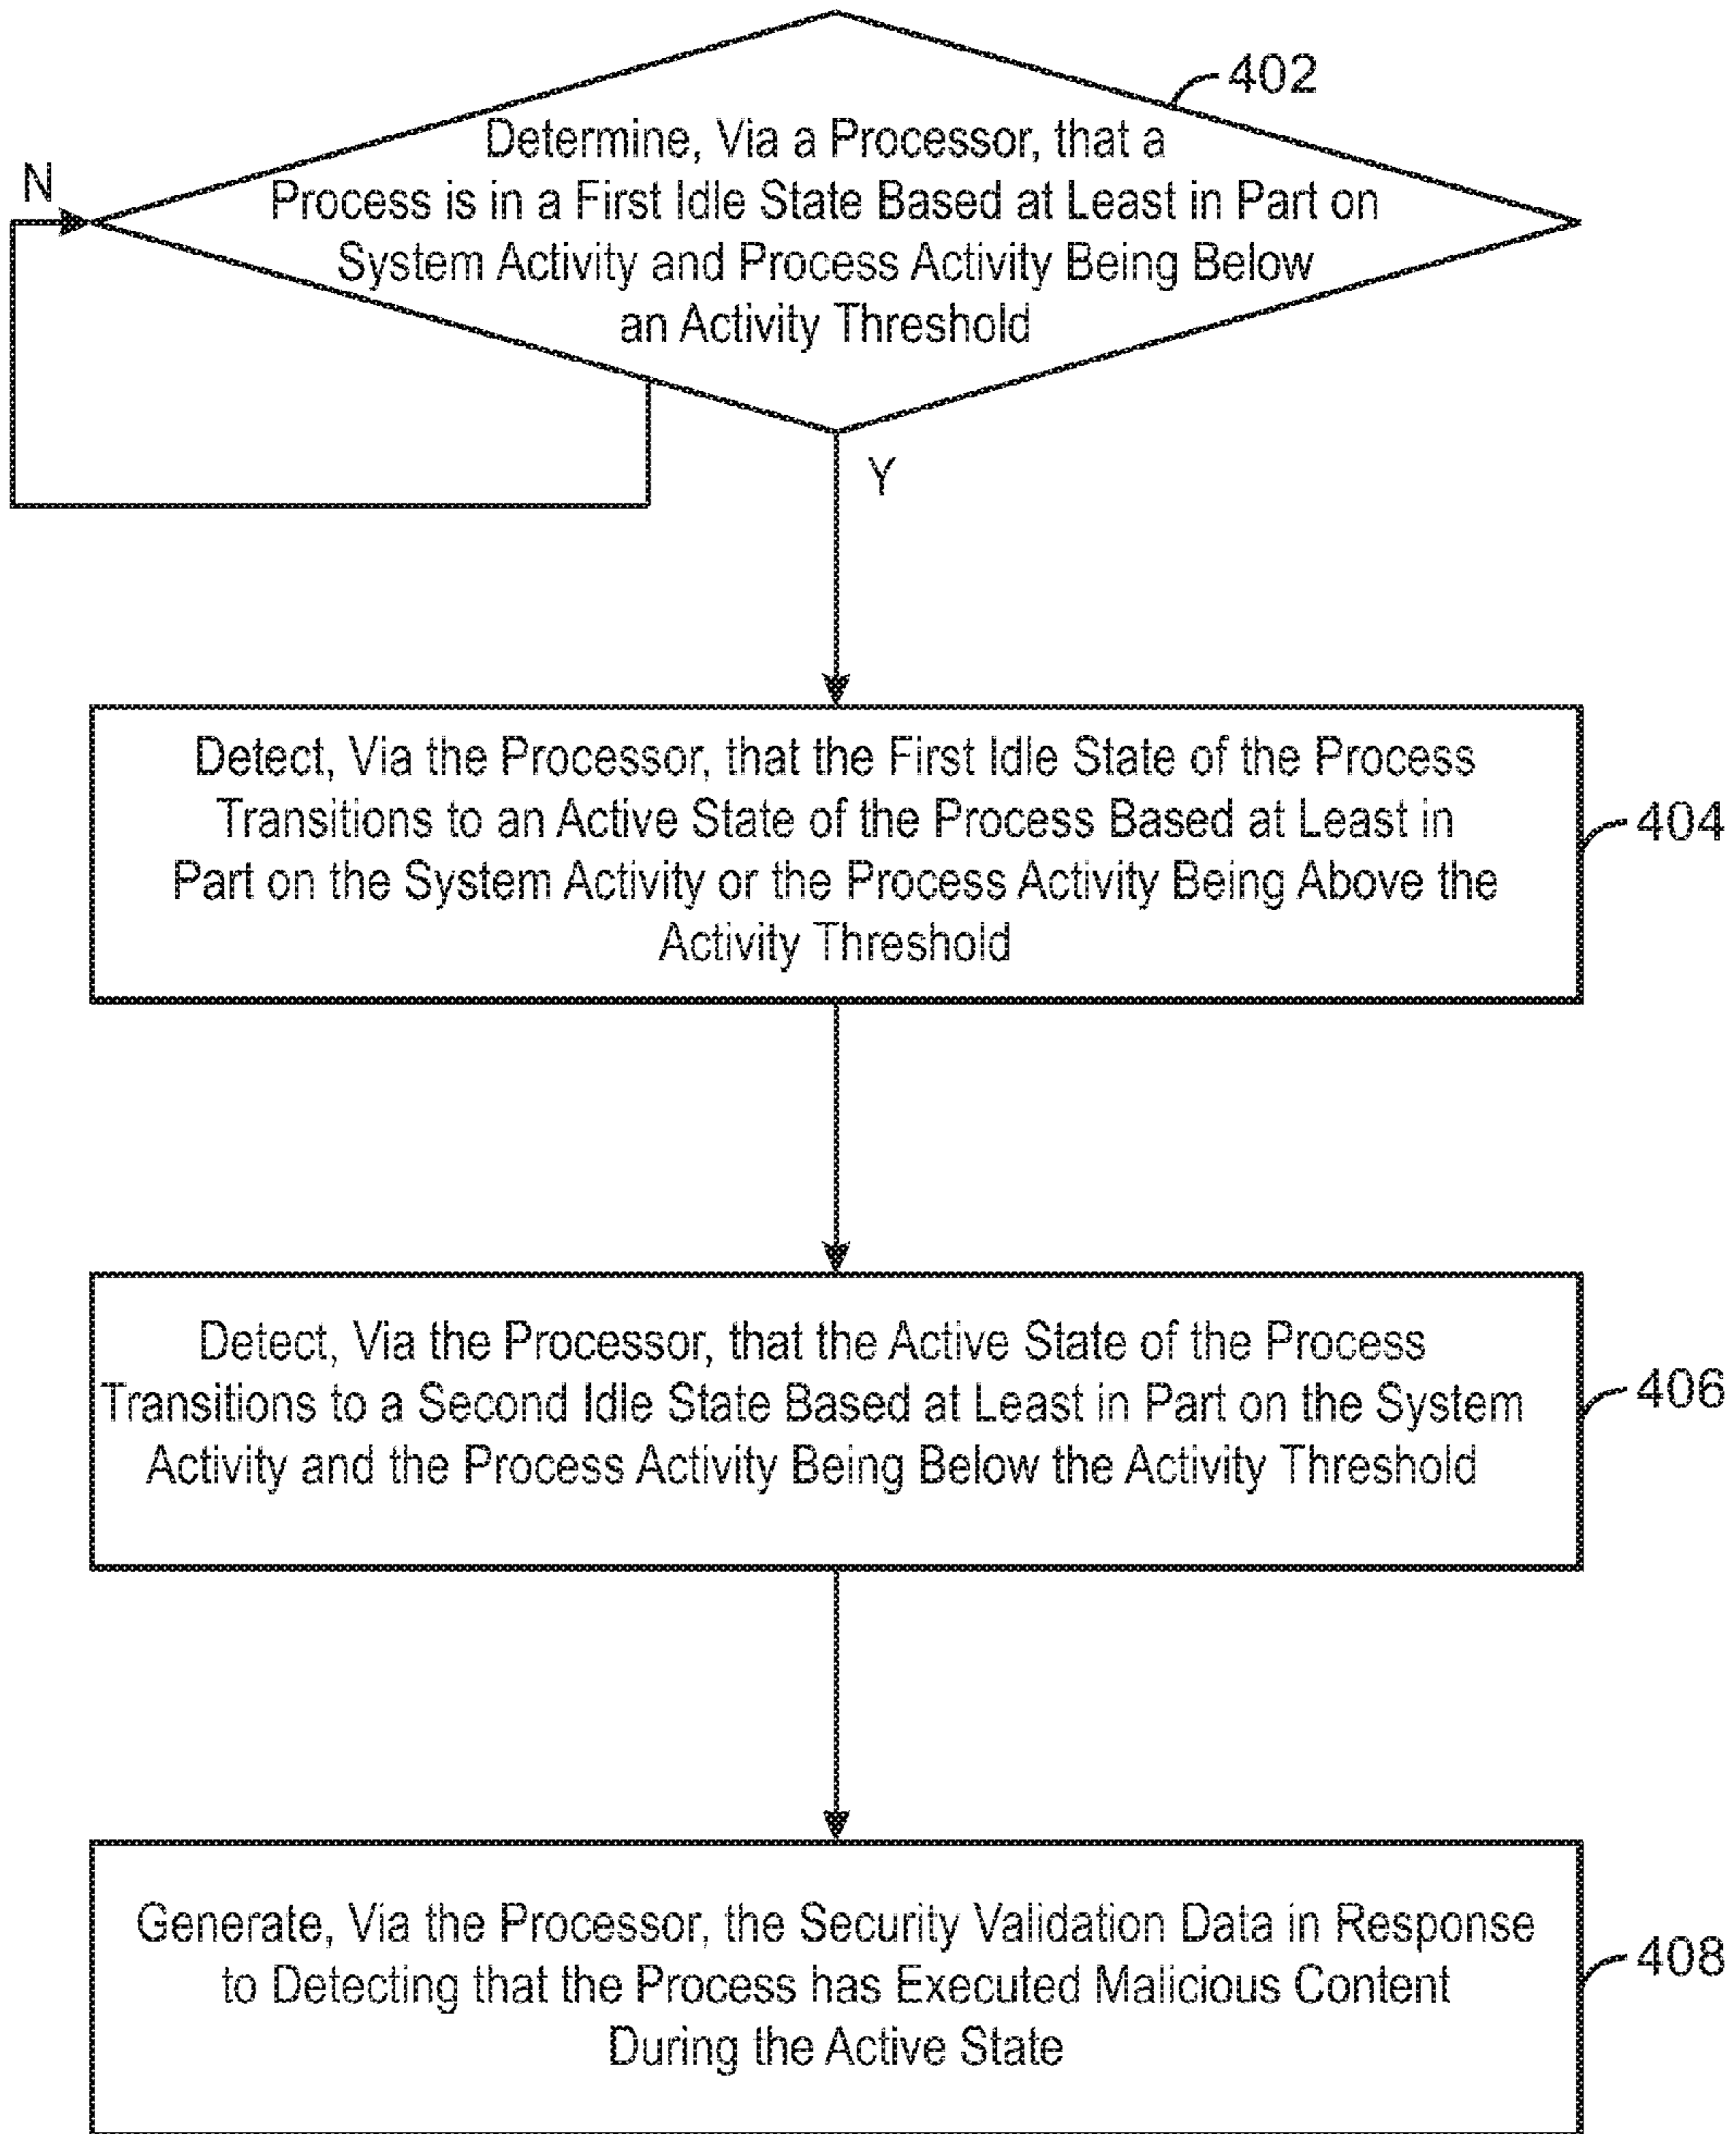 402
Determine, Via a Processor, that a
N
Process is in a First Idle State Based at Least in Part on
System Activity and Process Activity Being Below
an Activity Threshold
Y
Detect, Via the Processor, that the First Idle State of the Process
Transitions to an Active State of the Process Based at Least in
Part on the System Activity or the Process Activity Being Above the
Activity Threshold
404
Detect, Via the Processor, that the Active State of the Process
Transitions to a Second Idle State Based at Least in Part on the System
Activity and the Process Activity Being Below the Activity Threshold
406
Generate, Via the Processor, the Security Validation Data in Response
to Detecting that the Process has Executed Malicious Content
During the Active State
408